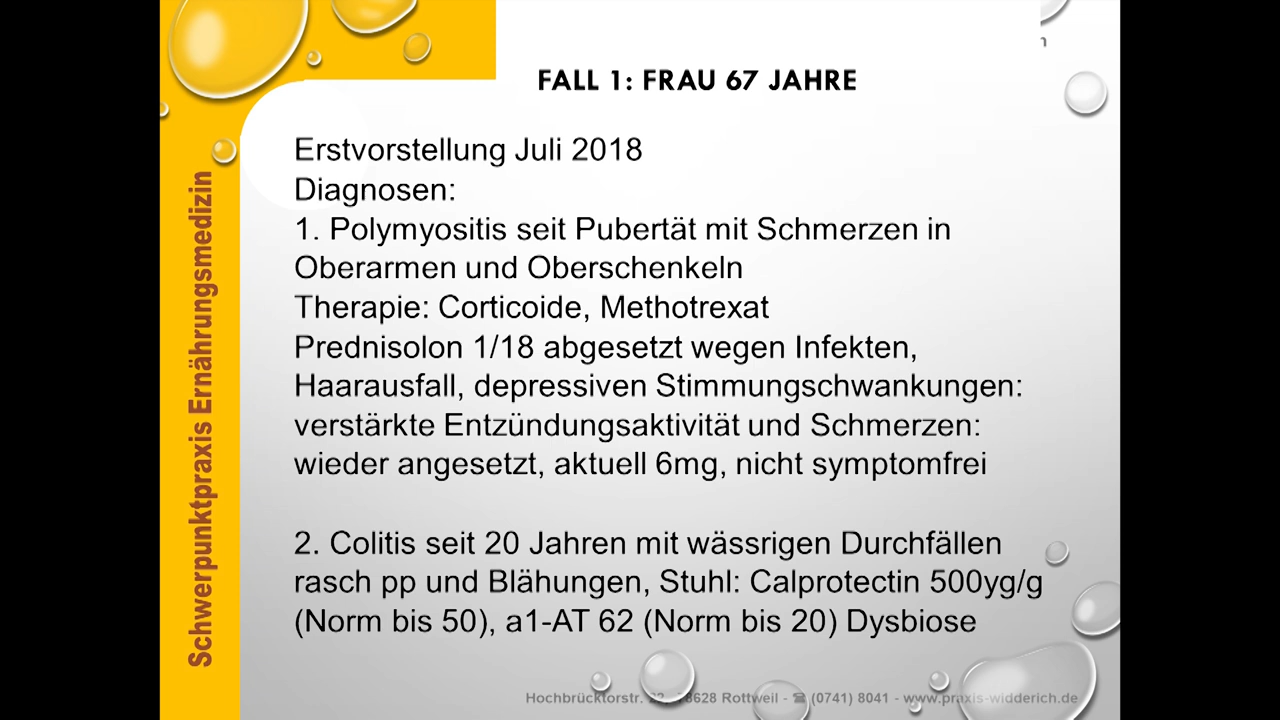 FALL 1: FRAU 67 JAHRE
Erstvorstellung Juli 2018
Diagnosen:
1. Polymyositis seit Pubertät mit Schmerzen in
Oberarmen und Oberschenkeln
Therapie: Corticoide, Methotrexat
Prednisolon 1/18 abgesetzt wegen Infekten,
Haarausfall, depressiven Stimmungschwankungen:
verstärkte Entzündungsaktivität und Schmerzen:
wieder angesetzt, aktuell 6mg, nicht symptomfrei
2. Colitis seit 20 Jahren mit wässrigen Durchfällen
rasch pp und Blähungen, Stuhl: Calprotectin 500yg/g
(Norm bis 50), a1-AT 62 (Norm bis 20) Dysbiose
Schwerpunktpraxis Ernährungsmedizin
Hochbrücktorstr. Rottweil - ☎ (0741) 8041 - www.praxis-widderich.de